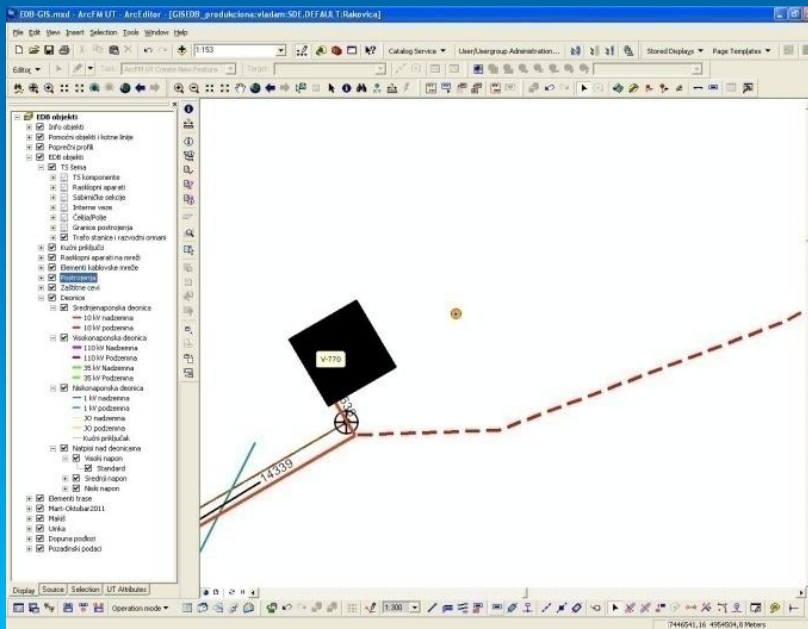 EDB-GIS.mxd - ArcFM UT - ArcEditor - [GISEDB_produkciona:vladam:SDE.DEFAULT:Rakovica]
File Edit View Insert Selection Tools Window Help
1:153 Catalog Service User/Usergroup Administration... Stored Displays Page Templates
Editor Task: ArcFM UT Create New Feature Target:
EDB objekti
Info objekti
Pomoćni objekti i kotne linije
Poprečni profili
EDB objekti
TS šema
TS komponente
Rasklopni aparati
Sabirničke sekcije
Interne veze
Ćelija/Polje
Granice postrojenja
Trafo stanice i razvodni ormani
Kućni priključci
Rasklopni aparati na mreži
Elementi kablovske mreže
Postrojenja
Zaštitne cevi
Deonice
Srednjenaponska deonica
10 kV nadzemna
10 kV podzemna
Visokonaponska deonica
110 kV Nadzemna
110 kV Podzemna
35 kV Nadzemna
35 kV Podzemna
Niskonaponska deonica
1 kV nadzemna
1 kV podzemna
JO nadzemna
JO podzemna
Kućni priključak
Natpisi nad deonicama
Visoki napon
Standard
Srednji napon
Niski napon
Elementi trase
Mart-Oktobar2011
Makiš
Umka
Dopuna podloga
Pozadinski podaci
V-770
14339
Display Source Selection UT Attributes
Operation mode 1:300
7446541,16 4954504,8 Meters